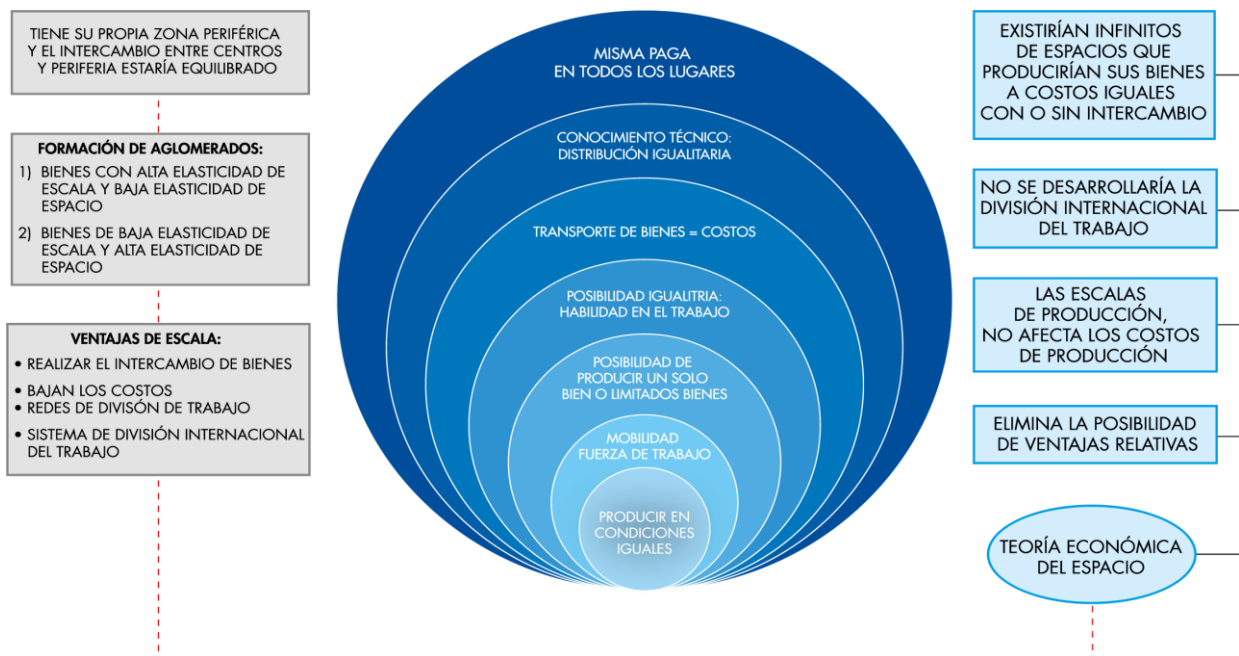 TIENE SU PROPIA ZONA PERIFÉRICA
Y EL INTERCAMBIO ENTRE CENTROS
Y PERIFERIA ESTARÍA EQUILIBRADO
FORMACIÓN DE AGLOMERADOS:
1) BIENES CON ALTA ELASTICIDAD DE
ESCALA Y BAJA ELASTICIDAD DE
ESPACIO
2) BIENES DE BAJA ELASTICIDAD DE
ESCALA Y ALTA ELASTICIDAD DE
ESPACIO
VENTAJAS DE ESCALA:
• REALIZAR EL INTERCAMBIO DE BIENES
• BAJAN LOS COSTOS
• REDES DE DIVISÓN DE TRABAJO
• SISTEMA DE DIVISIÓN INTERNACIONAL
DEL TRABAJO
MISMA PAGA
EN TODOS LOS LUGARES
CONOCIMIENTO TÉCNICO:
DISTRIBUCIÓN IGUALITARIA
TRANSPORTE DE BIENES = COSTOS
POSIBILIDAD IGUALITRIA:
HABILIDAD EN EL TRABAJO
POSIBILIDAD DE
PRODUCIR UN SOLO
BIEN O LIMITADOS BIENES
MOBILIDAD
FUERZA DE TRABAJO
PRODUCIR EN
CONDICIONES
IGUALES
EXISTIRÍAN INFINITOS
DE ESPACIOS QUE
PRODUCIRÍAN SUS BIENES
A COSTOS IGUALES
CON O SIN INTERCAMBIO
NO SE DESARROLLARÍA LA
DIVISIÓN INTERNACIONAL
DEL TRABAJO
LAS ESCALAS
DE PRODUCCIÓN,
NO AFECTA LOS COSTOS
DE PRODUCCIÓN
ELIMINA LA POSIBILIDAD
DE VENTAJAS RELATIVAS
TEORÍA ECONÓMICA
DEL ESPACIO